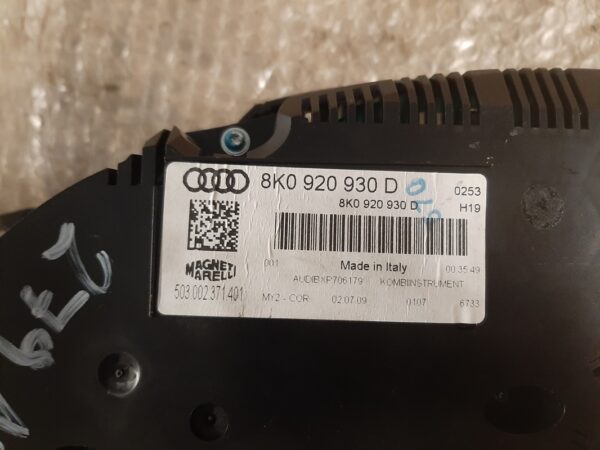 8K0 920 930 D
0253
8K0 920 930 D
H19
001
Made in Italy
00:35:49
MAGNETI
MARELLI
AUDIBXP706179
KOMBIINSTRUMENT
503.002.371.401
MY2 - COR
02.07.09
0107
6733